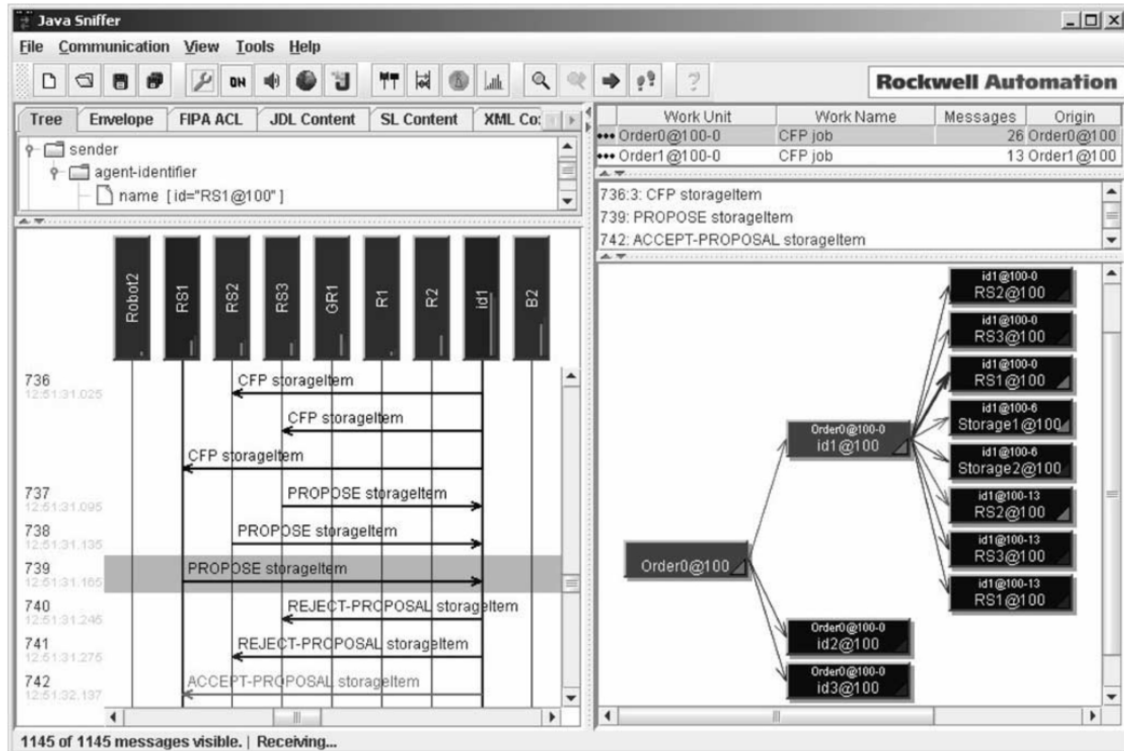 Java Sniffer
File Communication View Tools Help
ON
Rockwell Automation
Tree Envelope FIPA ACL JDL Content SL Content XML Co:
sender
agent-identifier
name [id="RS1@100"]
Work Unit Work Name Messages Origin
Order0@100-0 CFP job 26 Order0@100
Order1@100-0 CFP job 13 Order1@100
736:3: CFP storageItem
739: PROPOSE storageItem
742: ACCEPT-PROPOSAL storageItem
Robot2 RS1 RS2 RS3 GR1 R1 R2 id1 B2
736 CFP storageItem
12:51:31.025
CFP storageItem
CFP storageItem
737 PROPOSE storageItem
12:51:31.095
738 PROPOSE storageItem
12:51:31.135
739 PROPOSE storageItem
12:51:31.165
740 REJECT-PROPOSAL storageItem
12:51:31.245
741 REJECT-PROPOSAL storageItem
12:51:31.275
742 ACCEPT-PROPOSAL storageItem
12:51:32.137
Order0@100
Order0@100-0
id1@100
Order0@100-0
id2@100
Order0@100-0
id3@100
id1@100-0
RS2@100
id1@100-0
RS3@100
id1@100-0
RS1@100
id1@100-6
Storage1@100
id1@100-6
Storage2@100
id1@100-13
RS2@100
id1@100-13
RS3@100
id1@100-13
RS1@100
1145 of 1145 messages visible. | Receiving...